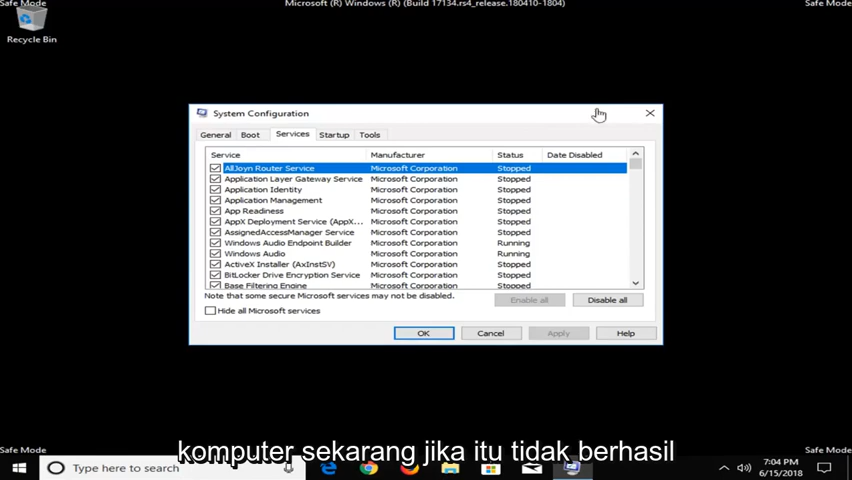 Safe Mode
Microsoft (R) Windows (R) (Build 17134.rs4_release.180410-1804)
Safe Mode
Recycle Bin
System Configuration
General Boot Services Startup Tools
Service Manufacturer Status Date Disabled
AllJoyn Router Service Microsoft Corporation Stopped
Application Layer Gateway Service Microsoft Corporation Stopped
Application Identity Microsoft Corporation Stopped
Application Management Microsoft Corporation Stopped
App Readiness Microsoft Corporation Stopped
AppX Deployment Service (AppX... Microsoft Corporation Stopped
AssignedAccessManager Service Microsoft Corporation Stopped
Windows Audio Endpoint Builder Microsoft Corporation Running
Windows Audio Microsoft Corporation Running
ActiveX Installer (AxInstSV) Microsoft Corporation Stopped
BitLocker Drive Encryption Service Microsoft Corporation Stopped
Base Filtering Engine Microsoft Corporation Stopped
Note that some secure Microsoft services may not be disabled.
Enable all Disable all
Hide all Microsoft services
OK Cancel Apply Help
komputer sekarang jika itu tidak berhasil
Safe Mode
Safe Mode
Type here to search
7:04 PM
6/15/2018